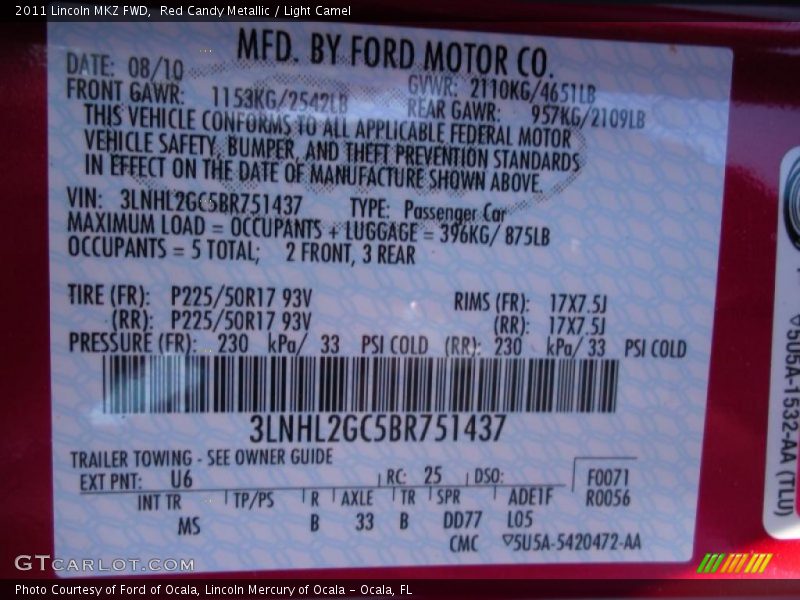 2011 Lincoln MKZ FWD,  Red Candy Metallic / Light Camel
MFD. BY FORD MOTOR CO.
DATE: 08/10 GVWR: 2110KG/4651LB
FRONT GAWR: 1153KG/2542LB REAR GAWR: 957KG/2109LB
THIS VEHICLE CONFORMS TO ALL APPLICABLE FEDERAL MOTOR
VEHICLE SAFETY, BUMPER, AND THEFT PREVENTION STANDARDS
IN EFFECT ON THE DATE OF MANUFACTURE SHOWN ABOVE.
VIN: 3LNHL2GC5BR751437 TYPE: Passenger Car
MAXIMUM LOAD = OCCUPANTS + LUGGAGE = 396KG/ 875LB
OCCUPANTS = 5 TOTAL; 2 FRONT, 3 REAR
TIRE (FR): P225/50R17 93V RIMS (FR): 17X7.5J
(RR): P225/50R17 93V (RR): 17X7.5J
PRESSURE (FR): 230 kPa/ 33 PSI COLD (RR): 230 kPa/ 33 PSI COLD
3LNHL2GC5BR751437
TRAILER TOWING - SEE OWNER GUIDE
EXT PNT: U6 RC: 25 DSO: F0071
INT TR TP/PS R AXLE TR SPR ADE1F R0056
MS B 33 B DD77 L05
CMC ▽5U5A-5420472-AA
▽5U5A-1532-AA (TLU)
GTCARLOT.COM
Photo Courtesy of Ford of Ocala, Lincoln Mercury of Ocala – Ocala, FL